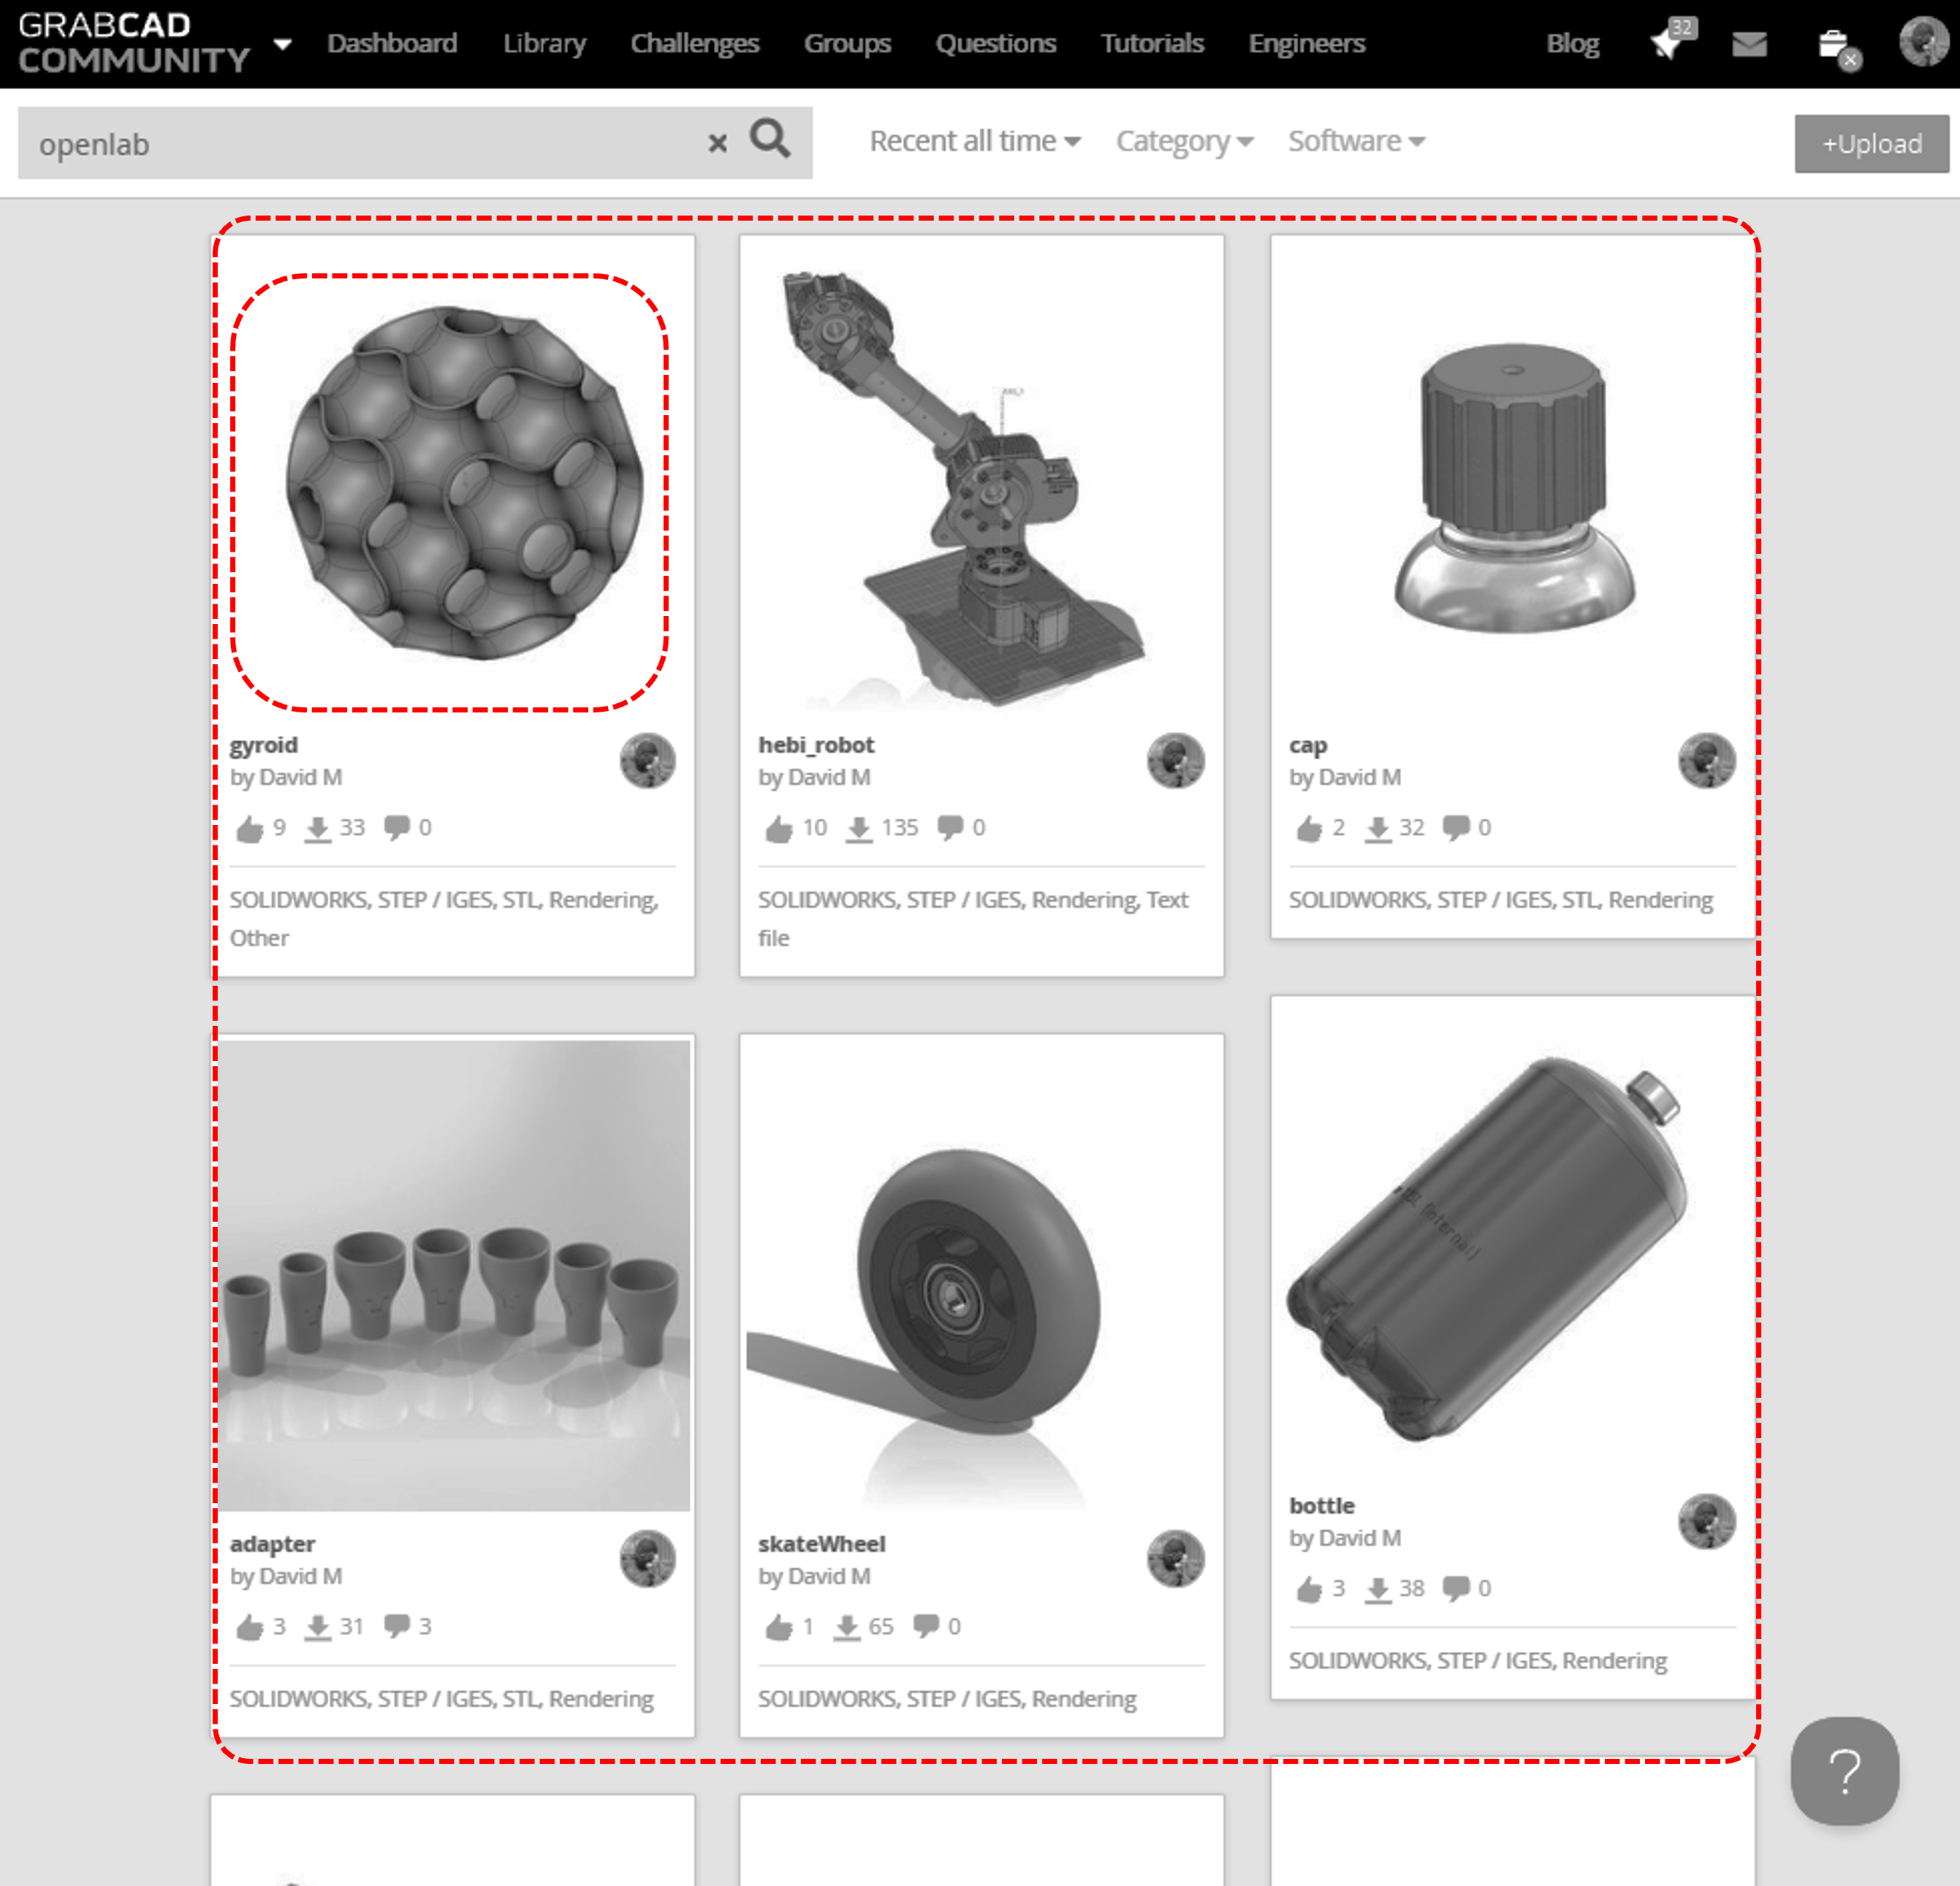 GRABCAD
COMMUNITY
Dashboard Library Challenges Groups Questions Tutorials Engineers Blog 32
openlab
Recent all time Category Software +Upload
gyroid
by David M
9 33 0
SOLIDWORKS, STEP / IGES, STL, Rendering,
Other
hebi_robot
by David M
10 135 0
SOLIDWORKS, STEP / IGES, Rendering, Text
file
cap
by David M
2 32 0
SOLIDWORKS, STEP / IGES, STL, Rendering
adapter
by David M
3 31 3
SOLIDWORKS, STEP / IGES, STL, Rendering
skateWheel
by David M
1 65 0
SOLIDWORKS, STEP / IGES, Rendering
(Internal)
bottle
by David M
3 38 0
SOLIDWORKS, STEP / IGES, Rendering
?